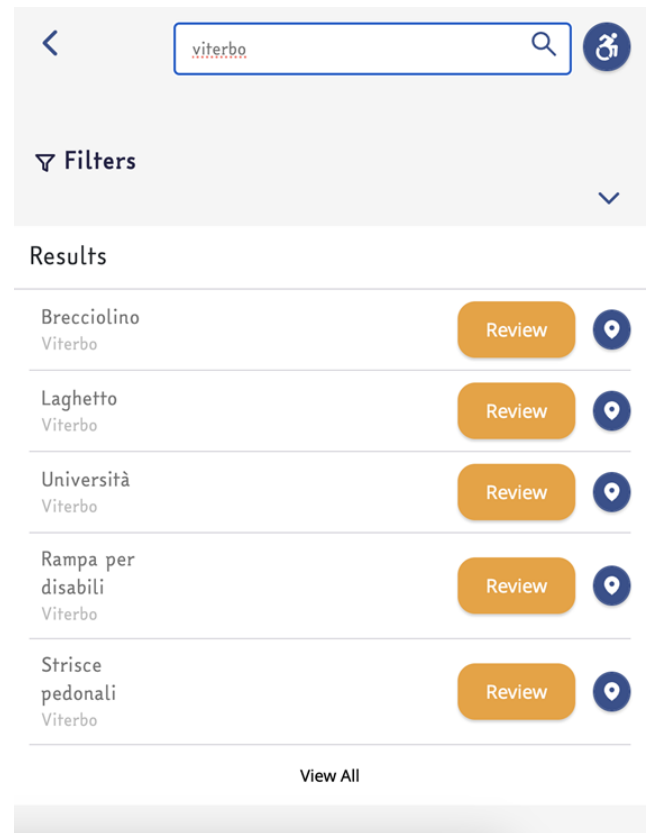 viterbo
Filters
Results
Brecciolino
Viterbo
Review
Laghetto
Viterbo
Review
Università
Viterbo
Review
Rampa per
disabili
Viterbo
Review
Strisce
pedonali
Viterbo
Review
View All